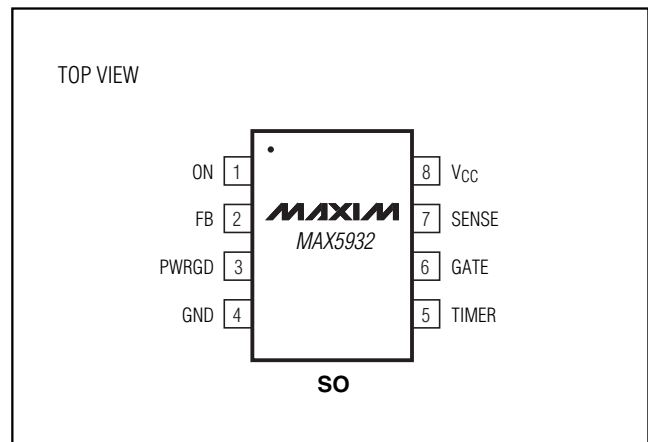 TOP VIEW
ON 1
8 VCC
FB 2
MAXIM
7 SENSE
MAX5932
PWRGD 3
6 GATE
GND 4
5 TIMER
SO